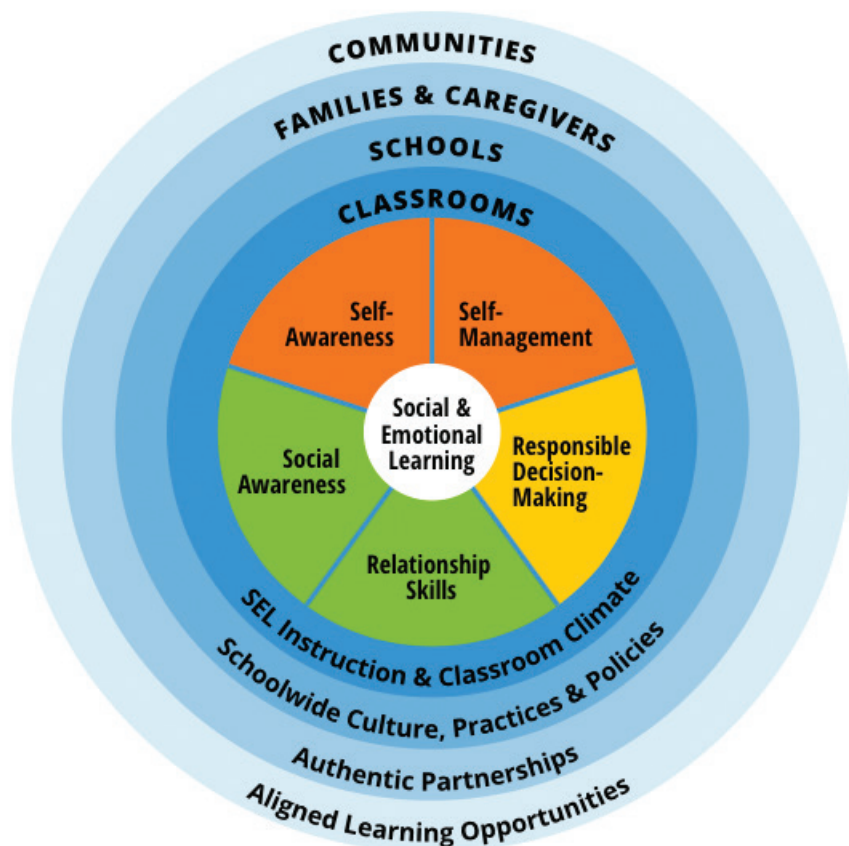 COMMUNITIES
FAMILIES & CAREGIVERS
SCHOOLS
CLASSROOMS
Self-
Awareness
Self-
Management
Social &
Emotional
Learning
Social
Awareness
Responsible
Decision-
Making
Relationship
Skills
SEL Instruction & Classroom Climate
Schoolwide Culture, Practices & Policies
Authentic Partnerships
Aligned Learning Opportunities